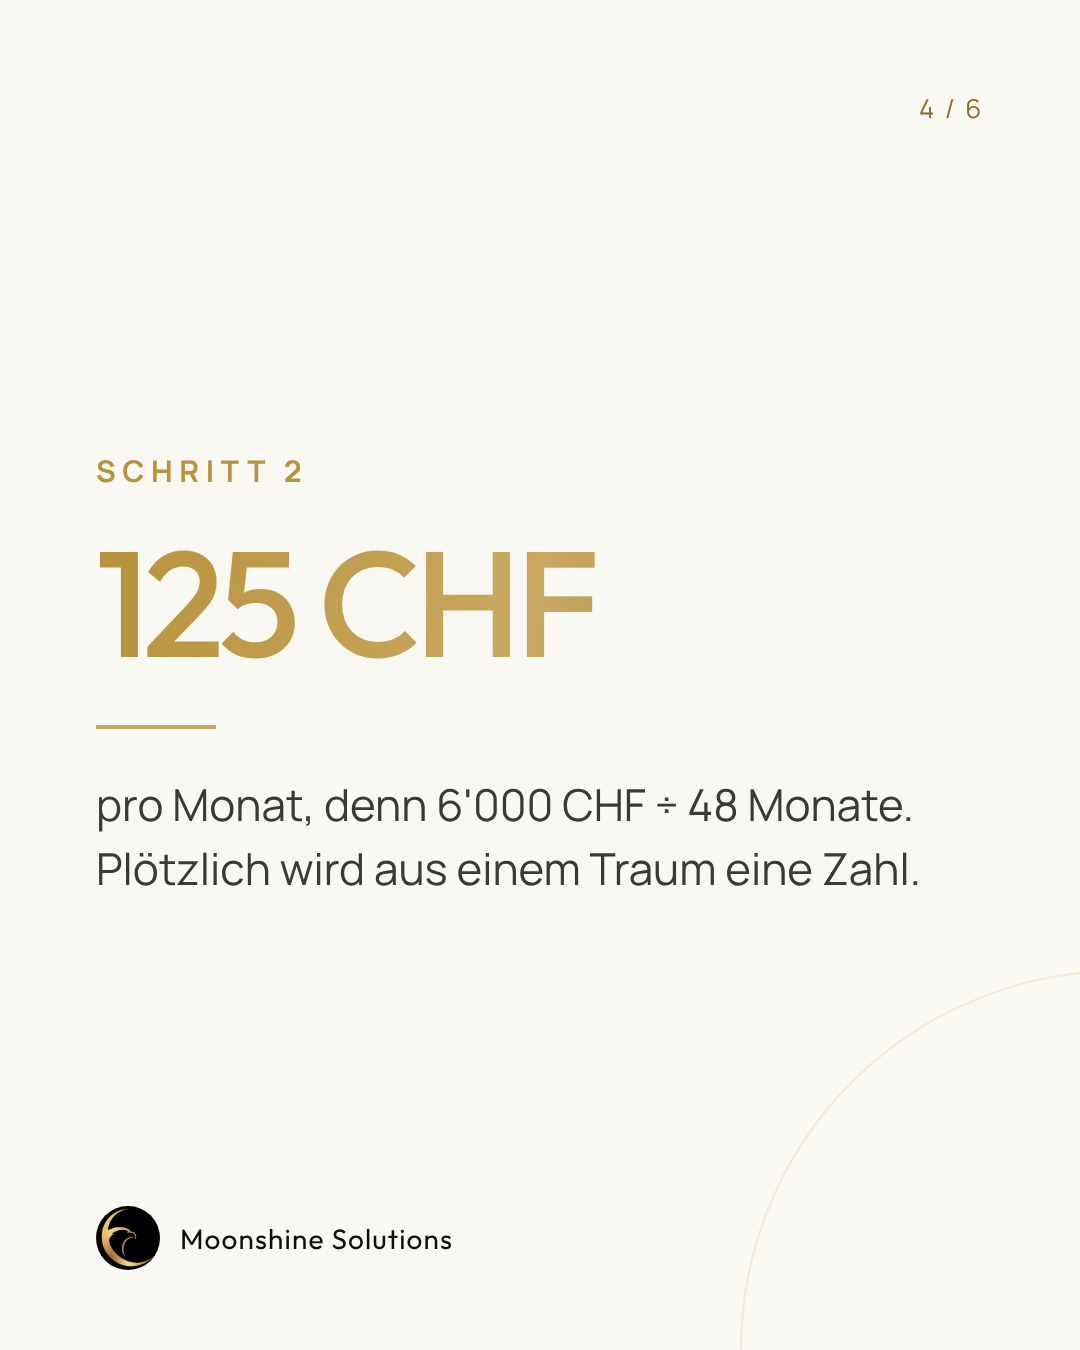 4 / 6
SCHRITT 2
125 CHF
pro Monat, denn 6'000 CHF ÷ 48 Monate.
Plötzlich wird aus einem Traum eine Zahl.
Moonshine Solutions